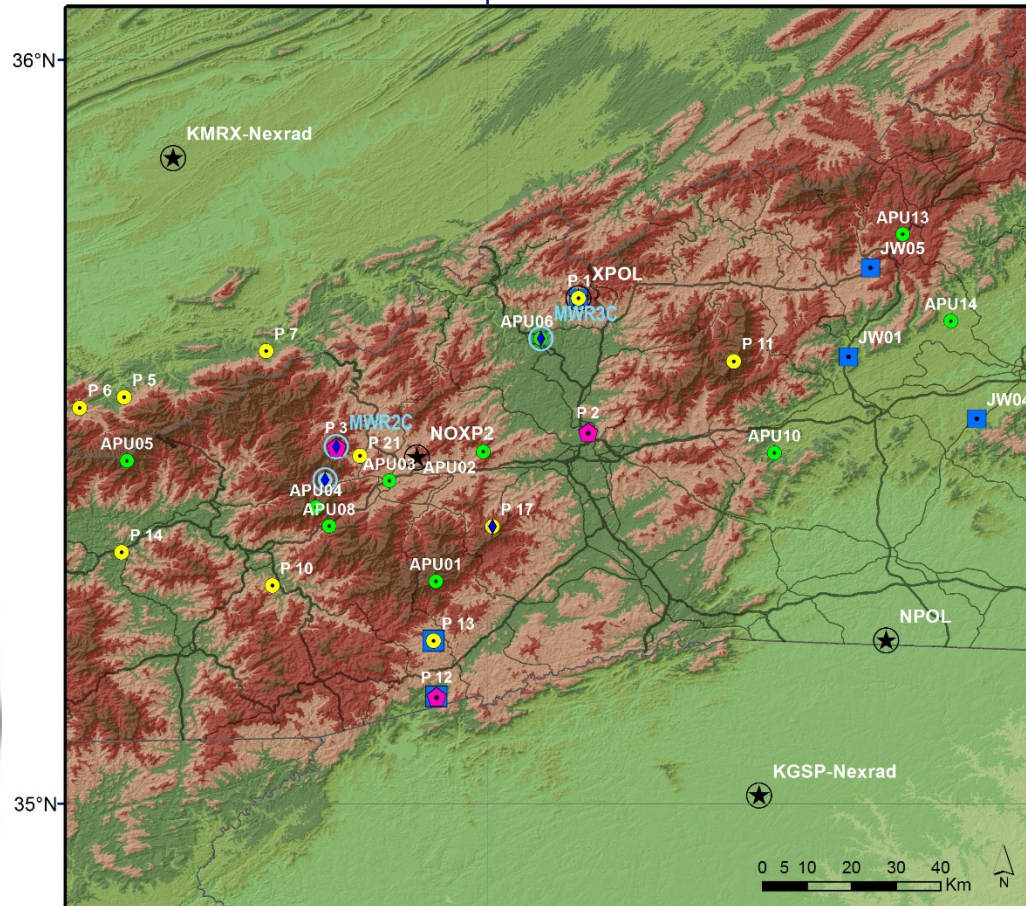 36°N
KMRX-Nexrad
APU13
JW05
XPOL
P 1
MWR3C
APU06
APU14
P 7
JW01
P 11
P 5
P 6
JW04
MWR2C
P 3
P 2
NOXP2
P 21
APU05
APU10
APU03
APU02
APU04
APU08
P 17
P 14
APU01
P 10
NPOL
P 13
P 12
KGSP-Nexrad
35°N
0 5 10 20 30 40
Km
N